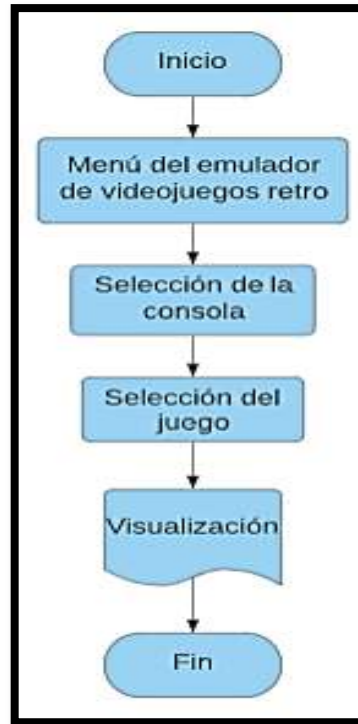 Inicio
Menú del emulador
de videojuegos retro
Selección de la
consola
Selección del
juego
Visualización
Fin